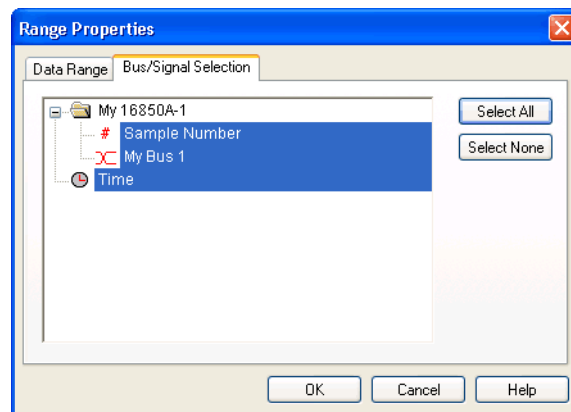 Range Properties
Data Range Bus/Signal Selection
My 16850A-1
# Sample Number
My Bus 1
Time
Select All
Select None
OK Cancel Help